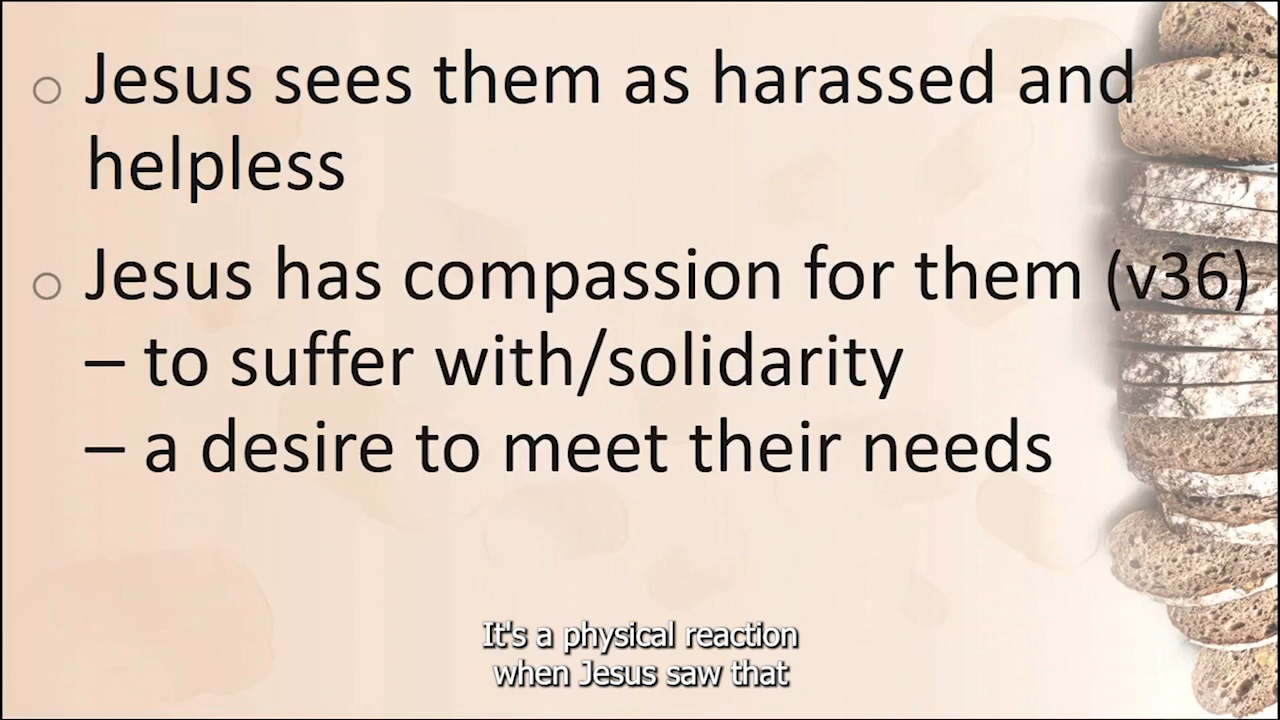 ○ Jesus sees them as harassed and
helpless
○ Jesus has compassion for them (v36)
– to suffer with/solidarity
– a desire to meet their needs
It's a physical reaction
when Jesus saw that